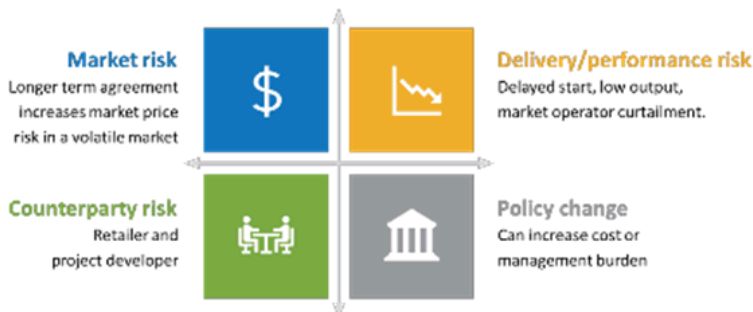 Market risk
Longer term agreement
increases market price
risk in a volatile market
$
Delivery/performance risk
Delayed start, low output,
market operator curtailment.
Counterparty risk
Retailer and
project developer
Policy change
Can increase cost or
management burden